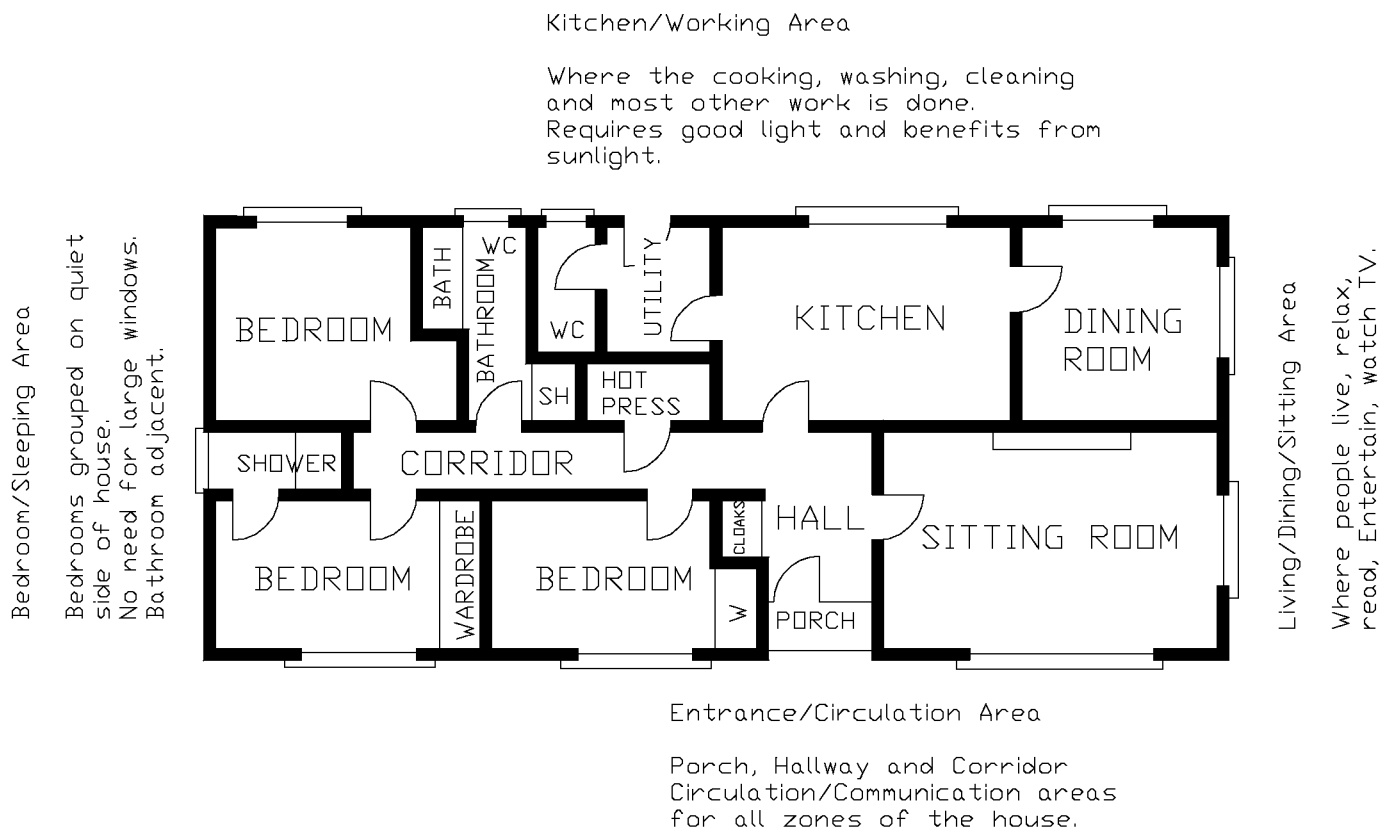 Kitchen/Working Area
Where the cooking, washing, cleaning
and most other work is done.
Requires good light and benefits from
sunlight.
Bedroom/Sleeping Area
Bedrooms grouped on quiet
side of house.
No need for large windows.
Bathroom adjacent.
BEDROOM
BATH
WC
BATHROOM
WC
UTILITY
KITCHEN
DINING
ROOM
SH
HOT
PRESS
SHOWER
CORRIDOR
BEDROOM
WARDROBE
BEDROOM
CLOAKS
W
HALL
PORCH
SITTING ROOM
Living/Dining/Sitting Area
Where people live, relax,
read, Entertain, watch TV.
Entrance/Circulation Area
Porch, Hallway and Corridor
Circulation/Communication areas
for all zones of the house.